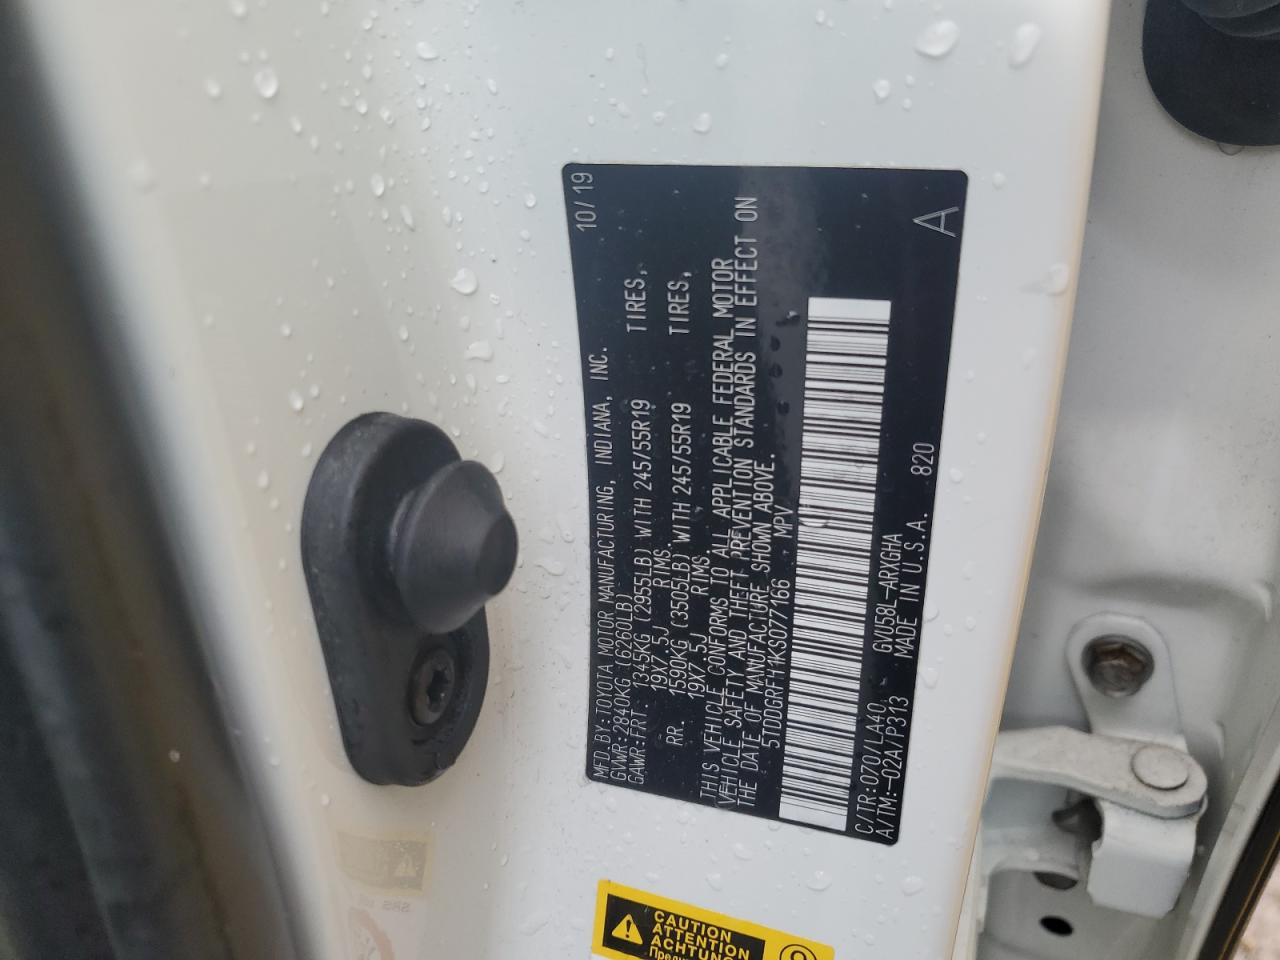 10/19
MFD.BY:TOYOTA MOTOR MANUFACTURING, INDIANA, INC.
GVWR:2840KG (6260LB)
GAWR:FRT. 1345KG (2955LB) WITH 245/55R19 TIRES,
19X7.5J RIMS.
RR. 1590KG (3505LB) WITH 245/55R19 TIRES,
19X7.5J RIMS.
THIS VEHICLE CONFORMS TO ALL APPLICABLE FEDERAL MOTOR
VEHICLE SAFETY AND THEFT PREVENTION STANDARDS IN EFFECT ON
THE DATE OF MANUFACTURE SHOWN ABOVE.
5TDDGRFH1KS077166 MPV
C/TR:070/LA40 GVU58L-ARXGHA
A/TM:-02A/P313 MADE IN U.S.A. 820
A
CAUTION
ATTENTION
ACHTUNG
SRS